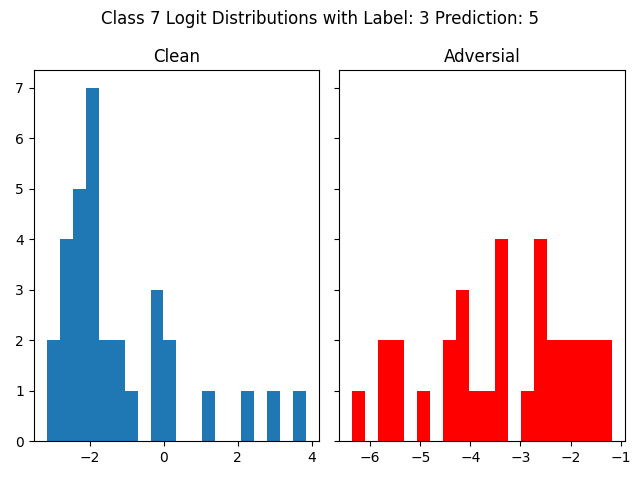 Class 7 Logit Distributions with Label: 3 Prediction: 5
Clean
Adversial
7
6
5
4
3
2
1
0
−2 0 2 4
−6 −5 −4 −3 −2 −1